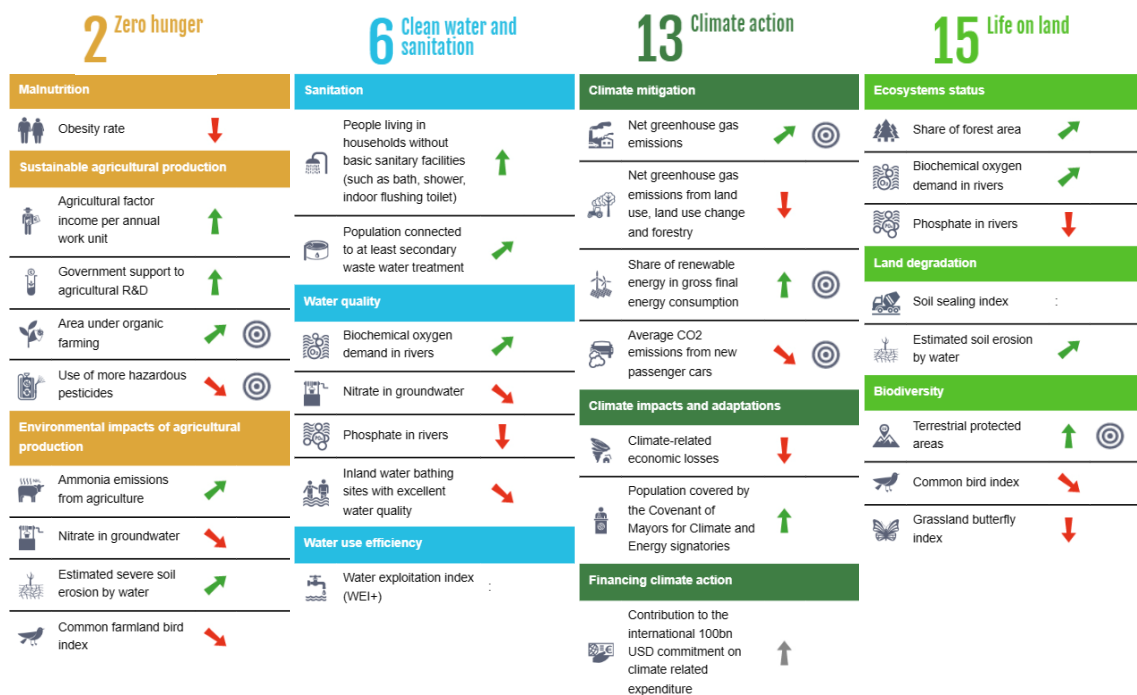 2 Zero hunger
Malnutrition
Obesity rate
Sustainable agricultural production
Agricultural factor
income per annual
work unit
Government support to
agricultural R&D
Area under organic
farming
Use of more hazardous
pesticides
Environmental impacts of agricultural
production
Ammonia emissions
from agriculture
Nitrate in groundwater
Estimated severe soil
erosion by water
Common farmland bird
index
6 Clean water and
sanitation
Sanitation
People living in
households without
basic sanitary facilities
(such as bath, shower,
indoor flushing toilet)
Population connected
to at least secondary
waste water treatment
Water quality
Biochemical oxygen
demand in rivers
Nitrate in groundwater
Phosphate in rivers
Inland water bathing
sites with excellent
water quality
Water use efficiency
Water exploitation index
(WEI+)
:
13 Climate action
Climate mitigation
Net greenhouse gas
emissions
Net greenhouse gas
emissions from land
use, land use change
and forestry
Share of renewable
energy in gross final
energy consumption
Average CO2
emissions from new
passenger cars
Climate impacts and adaptations
Climate-related
economic losses
Population covered by
the Covenant of
Mayors for Climate and
Energy signatories
Financing climate action
Contribution to the
international 100bn
USD commitment on
climate related
expenditure
15 Life on land
Ecosystems status
Share of forest area
Biochemical oxygen
demand in rivers
Phosphate in rivers
Land degradation
Soil sealing index
:
Estimated soil erosion
by water
Biodiversity
Terrestrial protected
areas
Common bird index
Grassland butterfly
index